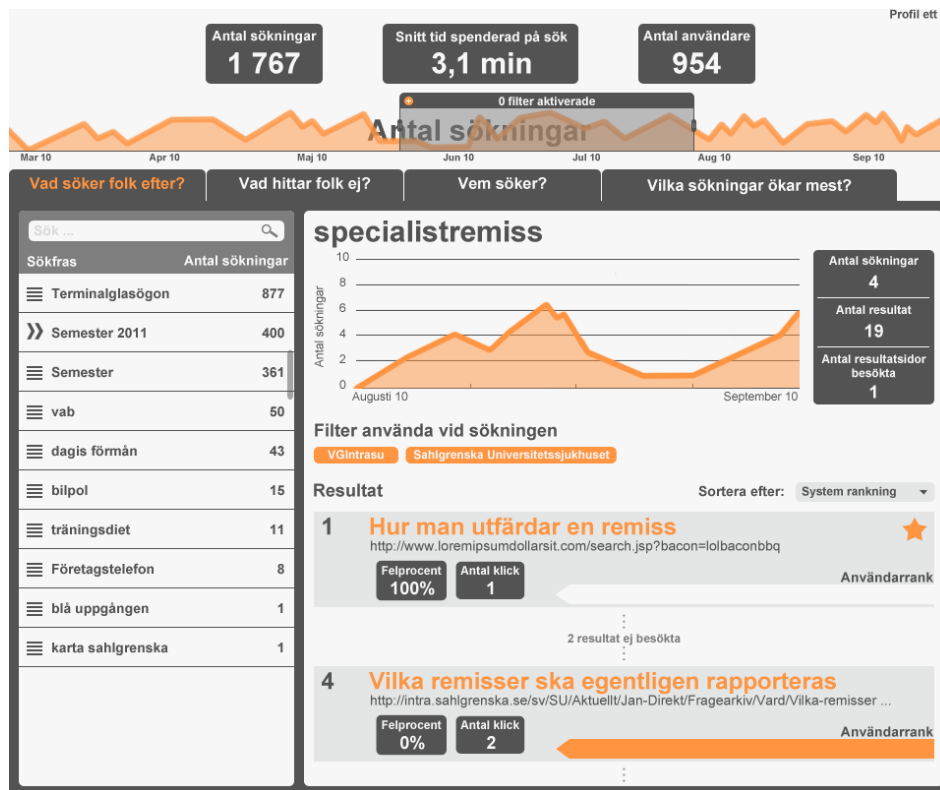 Profil ett
Antal sökningar
1 767
Snitt tid spenderad på sök
3,1 min
Antal användare
954
0 filter aktiverade
Antal sökningar
Mar 10 Apr 10 Maj 10 Jun 10 Jul 10 Aug 10 Sep 10
Vad söker folk efter? Vad hittar folk ej? Vem söker? Vilka sökningar ökar mest?
Sök ...
Sökfras Antal sökningar
Terminalglasögon 877
Semester 2011 400
Semester 361
vab 50
dagis förmån 43
bilpol 15
träningsdiet 11
Företagstelefon 8
blå uppgången 1
karta sahlgrenska 1
specialistremiss
Antal sökningar
10
8
6
4
2
0
Augusti 10 September 10
Antal sökningar
4
Antal resultat
19
Antal resultatsidor
besökta
1
Filter använda vid sökningen
VGIntrasu Sahlgrenska Universitetssjukhuset
Resultat Sortera efter: System rankning
1 Hur man utfärdar en remiss
http://www.loremipsumdollarsit.com/search.jsp?bacon=lolbaconbbq
Felprocent
100%
Antal klick
1
Användarrank
2 resultat ej besökta
4 Vilka remisser ska egentligen rapporteras
http://intra.sahlgrenska.se/sv/SU/Aktuellt/Jan-Direkt/Fragearkiv/Vard/Vilka-remisser ...
Felprocent
0%
Antal klick
2
Användarrank